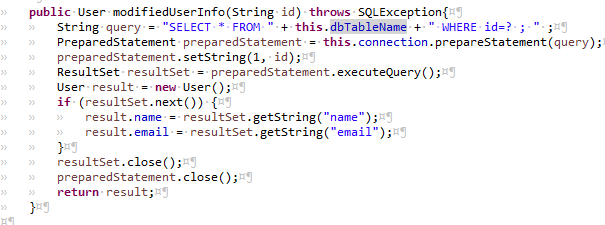 public User modifiedUserInfo(String id) throws SQLException{
String query = "SELECT * FROM " + this.dbTableName + " WHERE id=? ; " ;
PreparedStatement preparedStatement = this.connection.prepareStatement(query);
preparedStatement.setString(1, id);
ResultSet resultSet = preparedStatement.executeQuery();
User result = new User();
if (resultSet.next()) {
result.name = resultSet.getString("name");
result.email = resultSet.getString("email");
}
resultSet.close();
preparedStatement.close();
return result;
}